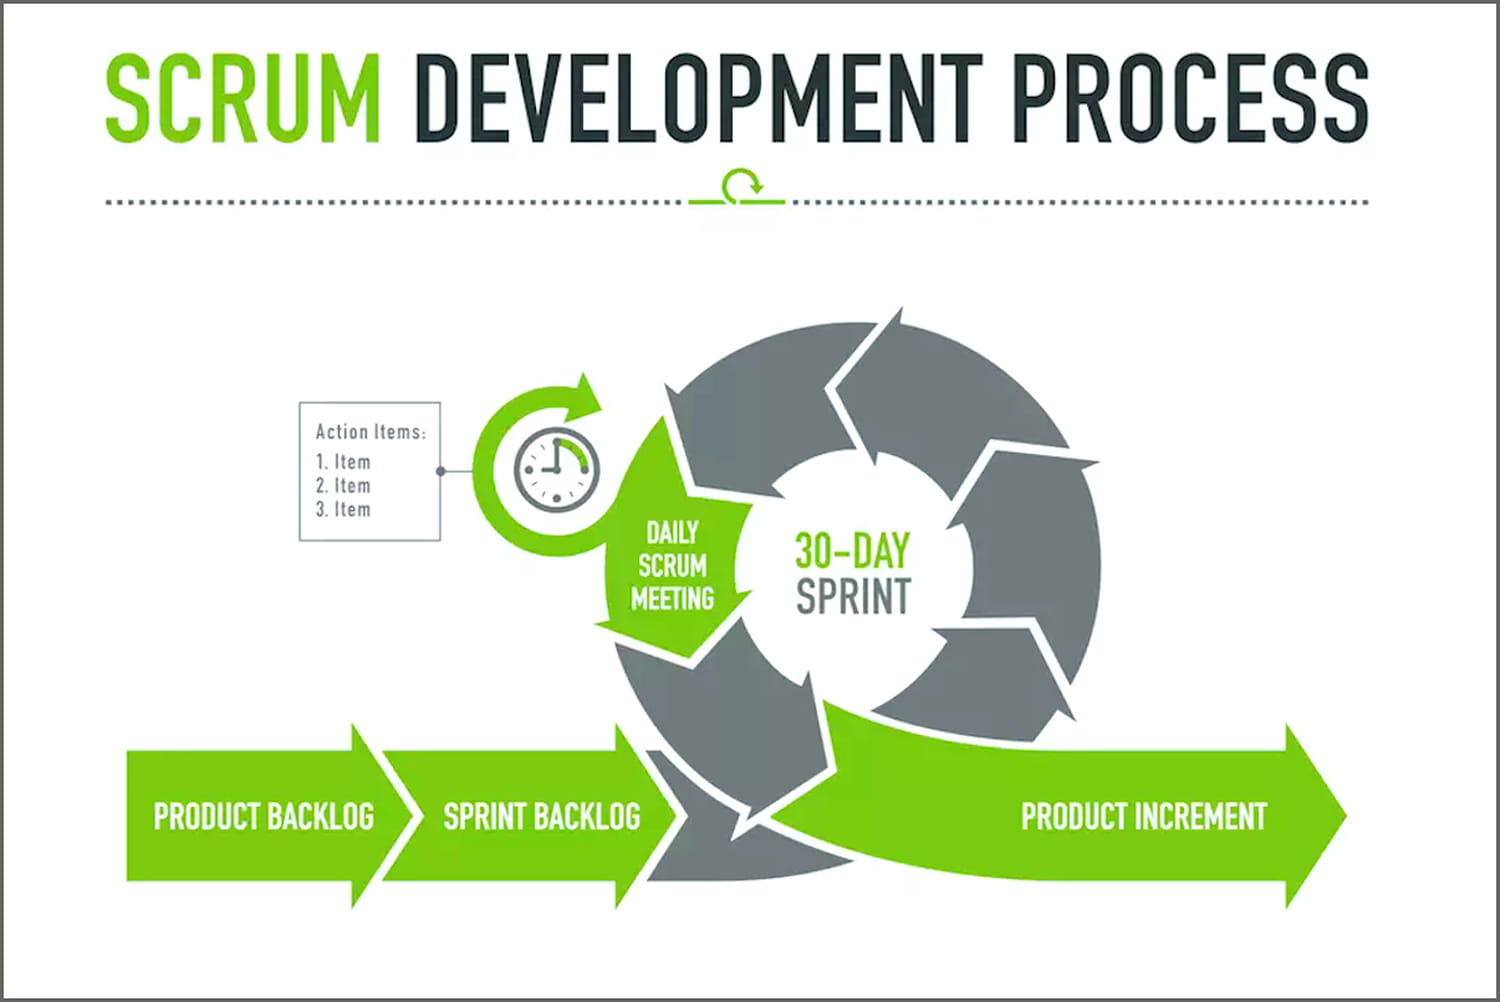 SCRUM DEVELOPMENT PROCESS
Action Items:
1. Item
2. Item
3. Item
DAILY
SCRUM
MEETING
30-DAY
SPRINT
PRODUCT BACKLOG
SPRINT BACKLOG
PRODUCT INCREMENT